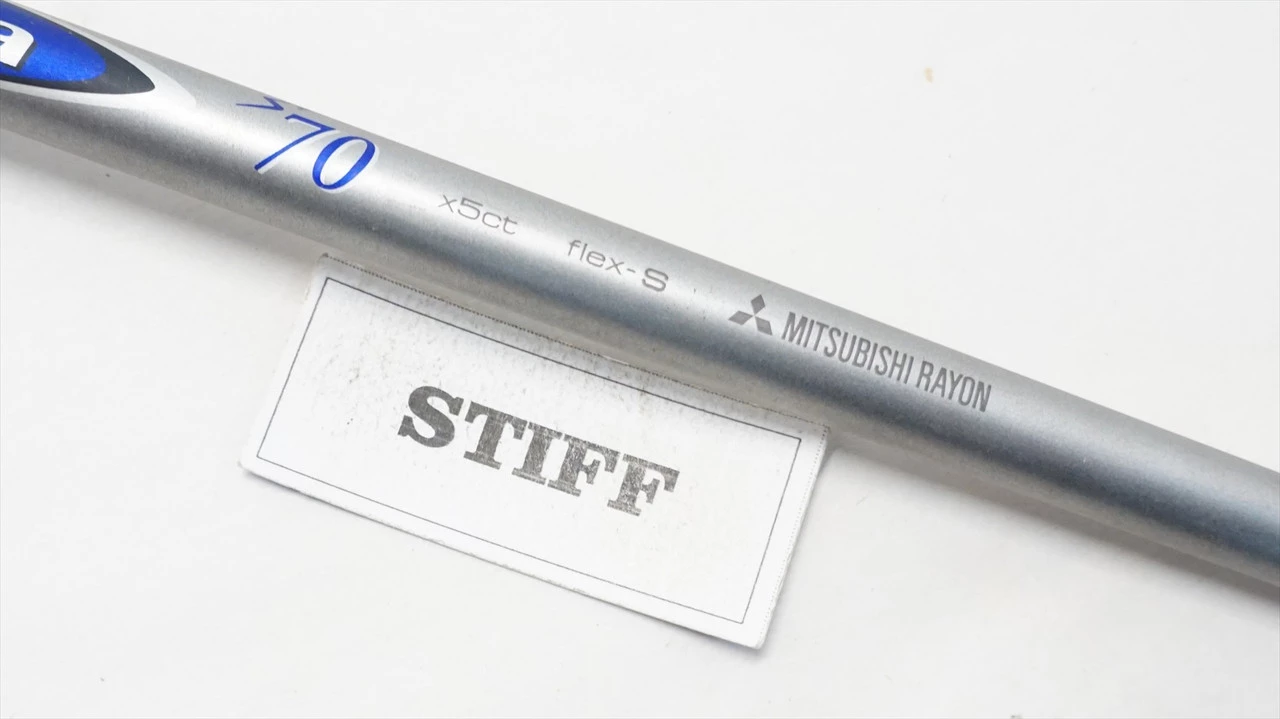 a
70
x5ct flex-S MITSUBISHI RAYON
STIFF